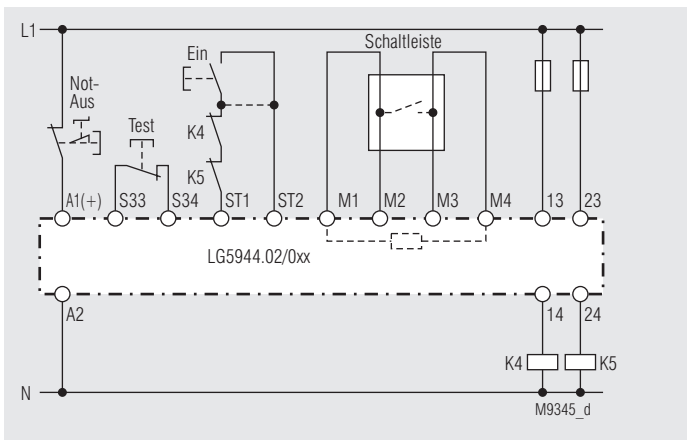 L1
Schaltleiste
Ein
Not-
Aus
Test
K4
K5
A1(+)
S33
S34
ST1
ST2
M1
M2
M3
M4
13
23
LG5944.02/0xx
A2
14
24
K4
K5
N
M9345_d